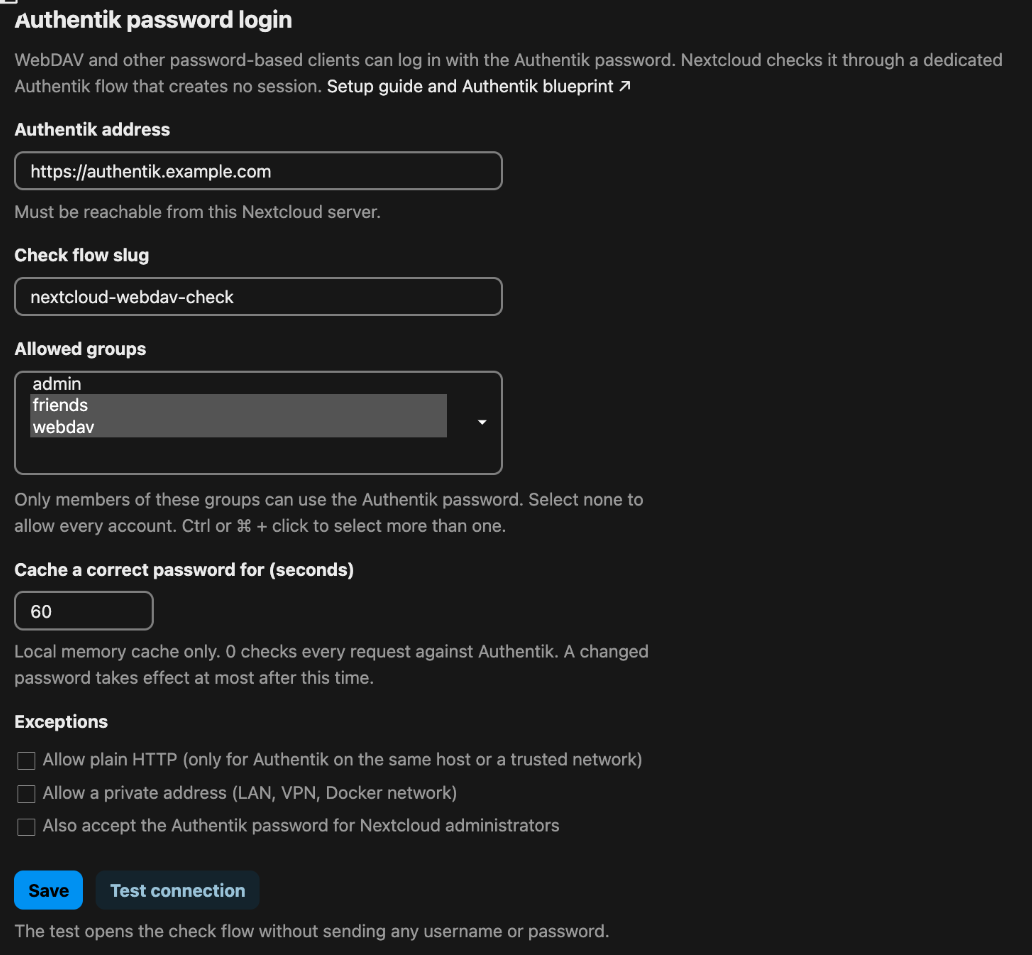 Authentik password login
WebDAV and other password-based clients can log in with the Authentik password. Nextcloud checks it through a dedicated
Authentik flow that creates no session. Setup guide and Authentik blueprint ↗
Authentik address
https://authentik.example.com
Must be reachable from this Nextcloud server.
Check flow slug
nextcloud-webdav-check
Allowed groups
admin
friends
webdav
Only members of these groups can use the Authentik password. Select none to
allow every account. Ctrl or ⌘ + click to select more than one.
Cache a correct password for (seconds)
60
Local memory cache only. 0 checks every request against Authentik. A changed
password takes effect at most after this time.
Exceptions
Allow plain HTTP (only for Authentik on the same host or a trusted network)
Allow a private address (LAN, VPN, Docker network)
Also accept the Authentik password for Nextcloud administrators
Save
Test connection
The test opens the check flow without sending any username or password.